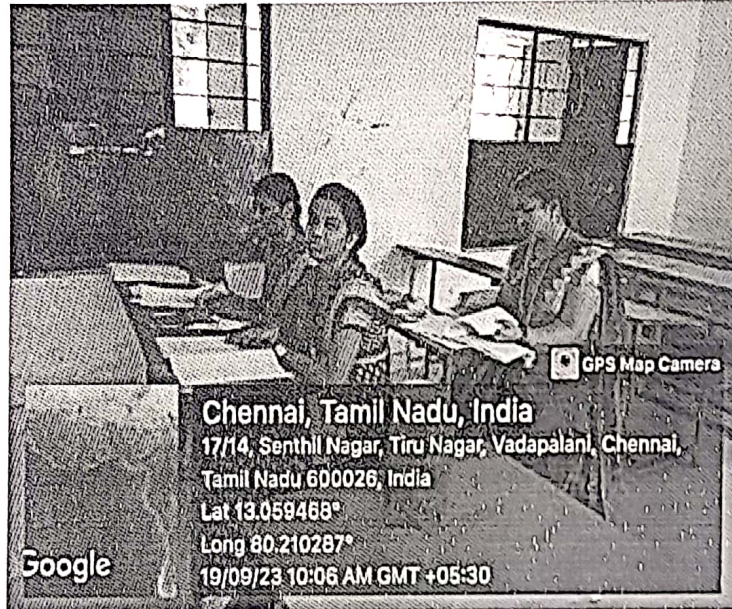 GPS Map Camera
Chennai, Tamil Nadu, India
17/14, Senthil Nagar, Tiru Nagar, Vadapalani, Chennai,
Tamil Nadu 600026, India
Lat 13.059468°
Long 80.210287°
19/09/23 10:06 AM GMT +05:30
Google